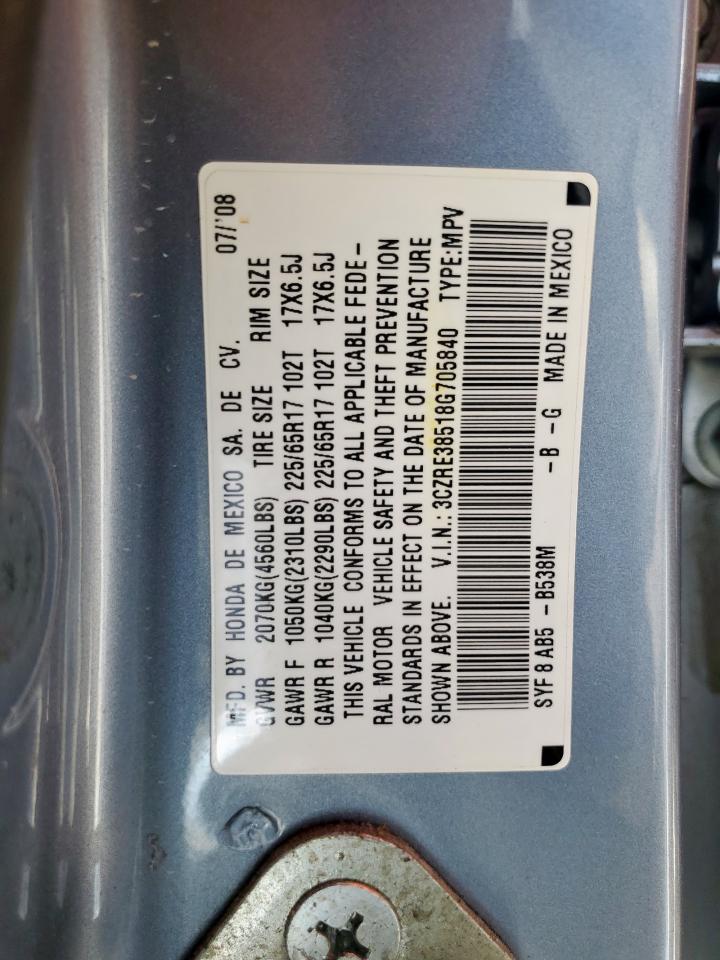 MFD. BY HONDA DE MEXICO SA. DE CV. 07/'08
GVWR 2070KG(4560LBS) TIRE SIZE RIM SIZE
GAWR F 1050KG(2310LBS) 225/65R17 102T 17X6.5J
GAWR R 1040KG(2290LBS) 225/65R17 102T 17X6.5J
THIS VEHICLE CONFORMS TO ALL APPLICABLE FEDE-
RAL MOTOR VEHICLE SAFETY AND THEFT PREVENTION
STANDARDS IN EFFECT ON THE DATE OF MANUFACTURE
SHOWN ABOVE. V.I.N.: 3CZRE38518G705840 TYPE:MPV
SYF 8 AB5 -B538M -B -G MADE IN MEXICO